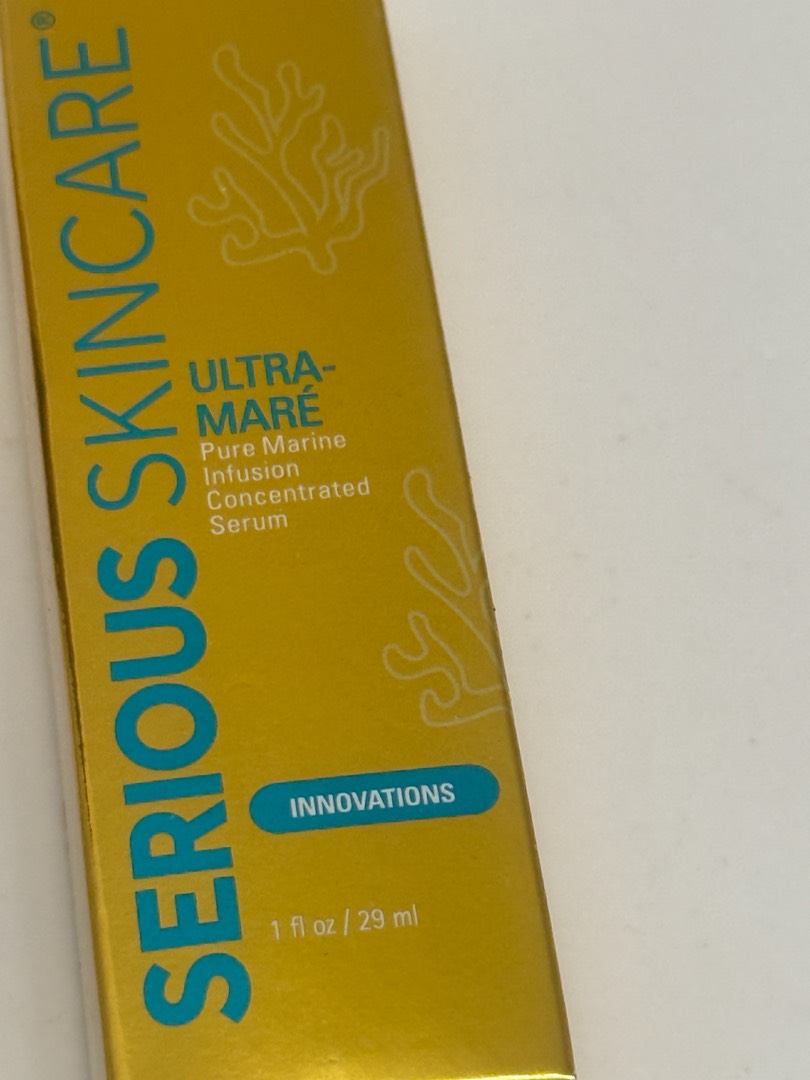 SERIOUS SKINCARE®
ULTRA-
MARÉ
Pure Marine
Infusion
Concentrated
Serum
INNOVATIONS
1 fl oz / 29 ml